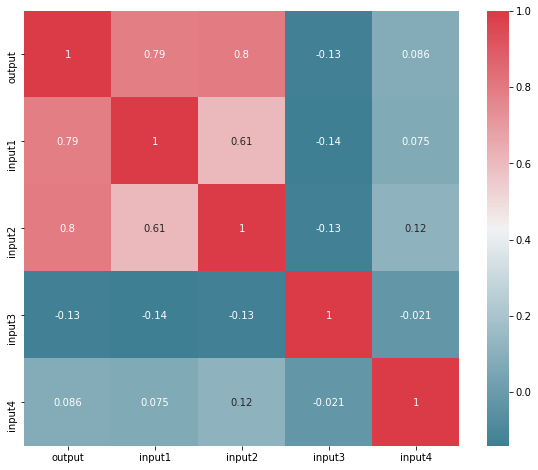 output 1 0.79 0.8 -0.13 0.086
input1 0.79 1 0.61 -0.14 0.075
input2 0.8 0.61 1 -0.13 0.12
input3 -0.13 -0.14 -0.13 1 -0.021
input4 0.086 0.075 0.12 -0.021 1
output input1 input2 input3 input4
1.0
0.8
0.6
0.4
0.2
0.0